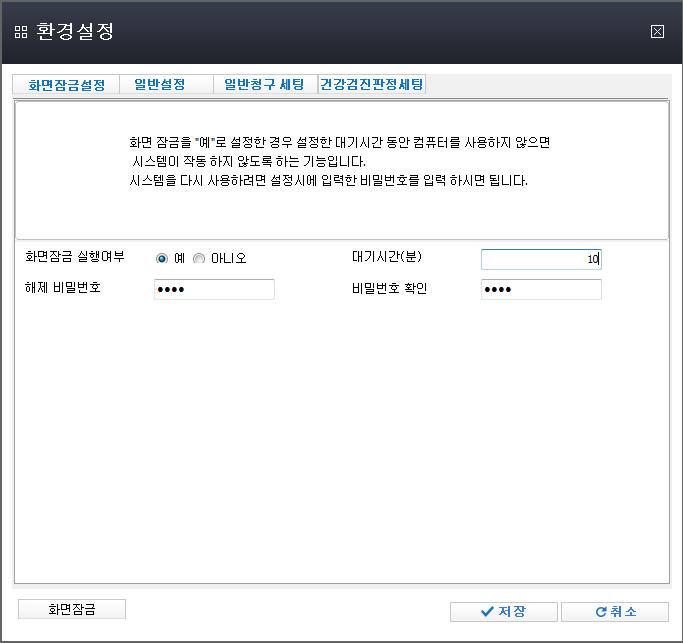 환경설정
화면잠금설정 일반설정 일반청구 세팅 건강검진판정세팅
화면 잠금을 "예"로 설정한 경우 설정한 대기시간 동안 컴퓨터를 사용하지 않으면
시스템이 작동 하지 않도록 하는 기능입니다.
시스템을 다시 사용하려면 설정시에 입력한 비밀번호를 입력 하시면 됩니다.
화면잠금 실행여부 예 아니오 대기시간(분) 10
해제 비밀번호 •••• 비밀번호 확인 ••••
화면잠금 저장 취소